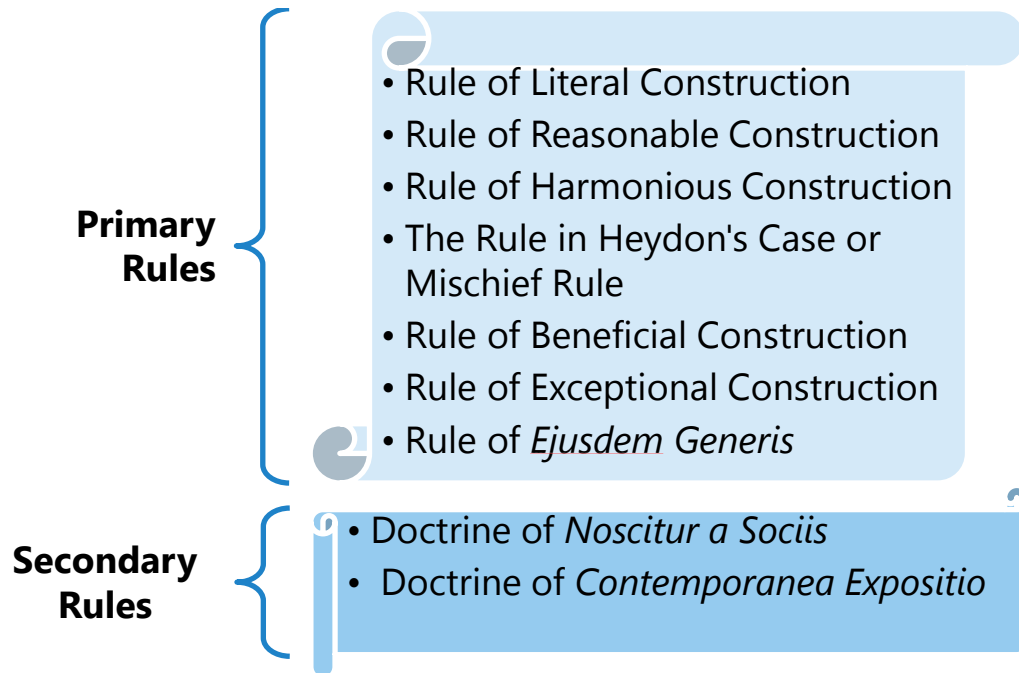 Primary
Rules
• Rule of Literal Construction
• Rule of Reasonable Construction
• Rule of Harmonious Construction
• The Rule in Heydon's Case or
Mischief Rule
• Rule of Beneficial Construction
• Rule of Exceptional Construction
• Rule of Ejusdem Generis
Secondary
Rules
• Doctrine of Noscitur a Sociis
• Doctrine of Contemporanea Expositio